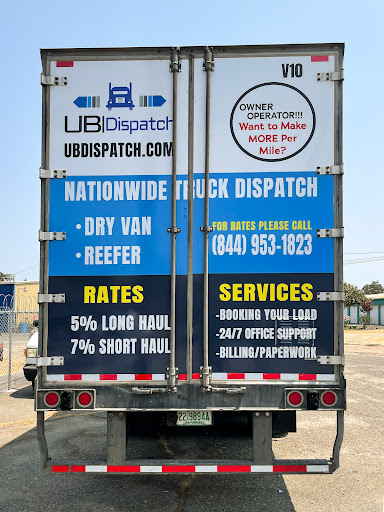 V10
UBIDispatch
UBDISPATCH.COM
OWNER
OPERATOR!!!
Want to Make
MORE Per
Mile?
NATIONWIDE TRUCK DISPATCH
• DRY VAN
• REEFER
FOR RATES PLEASE CALL
(844) 953-1823
RATES
5% LONG HAUL
7% SHORT HAUL
SERVICES
-BOOKING YOUR LOAD
-24/7 OFFICE SUPPORT
-BILLING/PAPERWORK